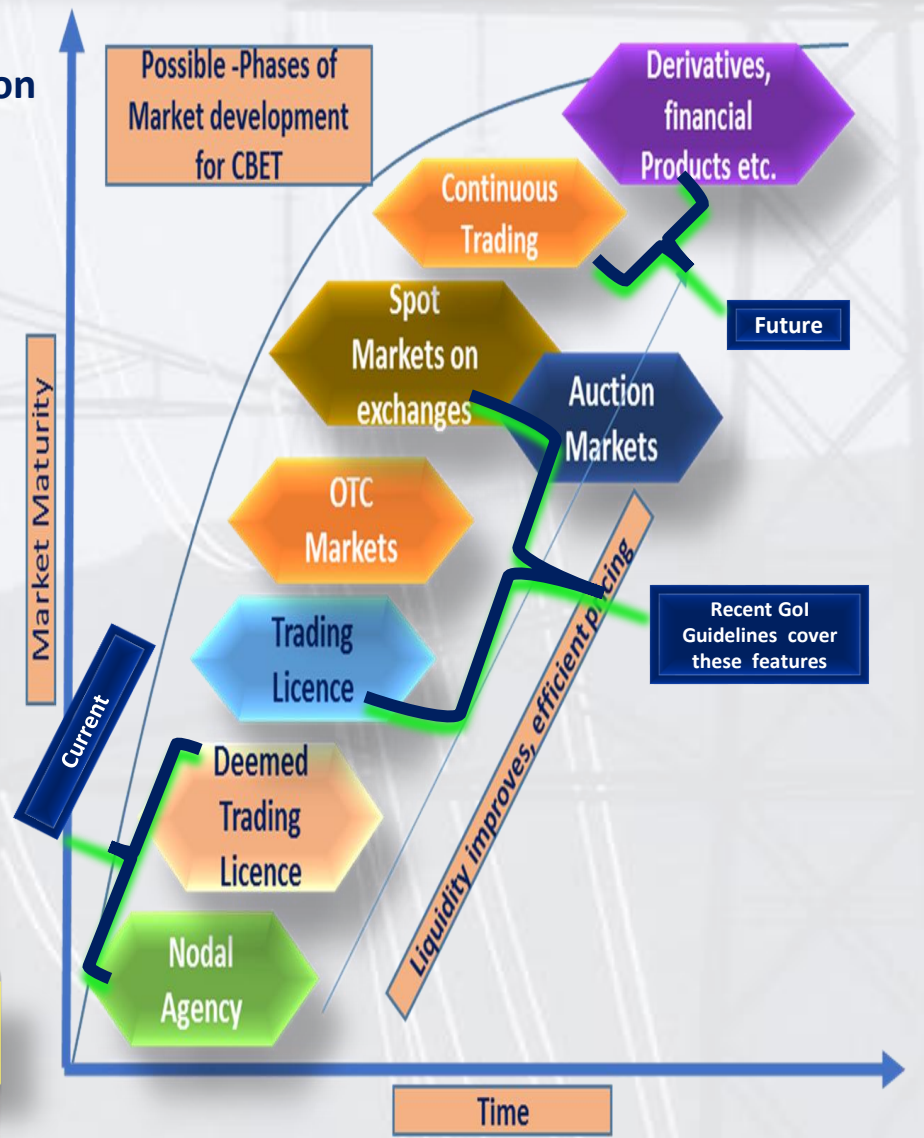 on
Possible -Phases of
Market development
for CBET
Derivatives,
financial
Products etc.
Continuous
Trading
Future
Spot
Markets on
exchanges
Auction
Markets
OTC
Markets
Recent GoI
Guidelines cover
these features
Trading
Licence
Liquidity improves, efficient pricing
Market Maturity
Current
Deemed
Trading
Licence
Nodal
Agency
Time